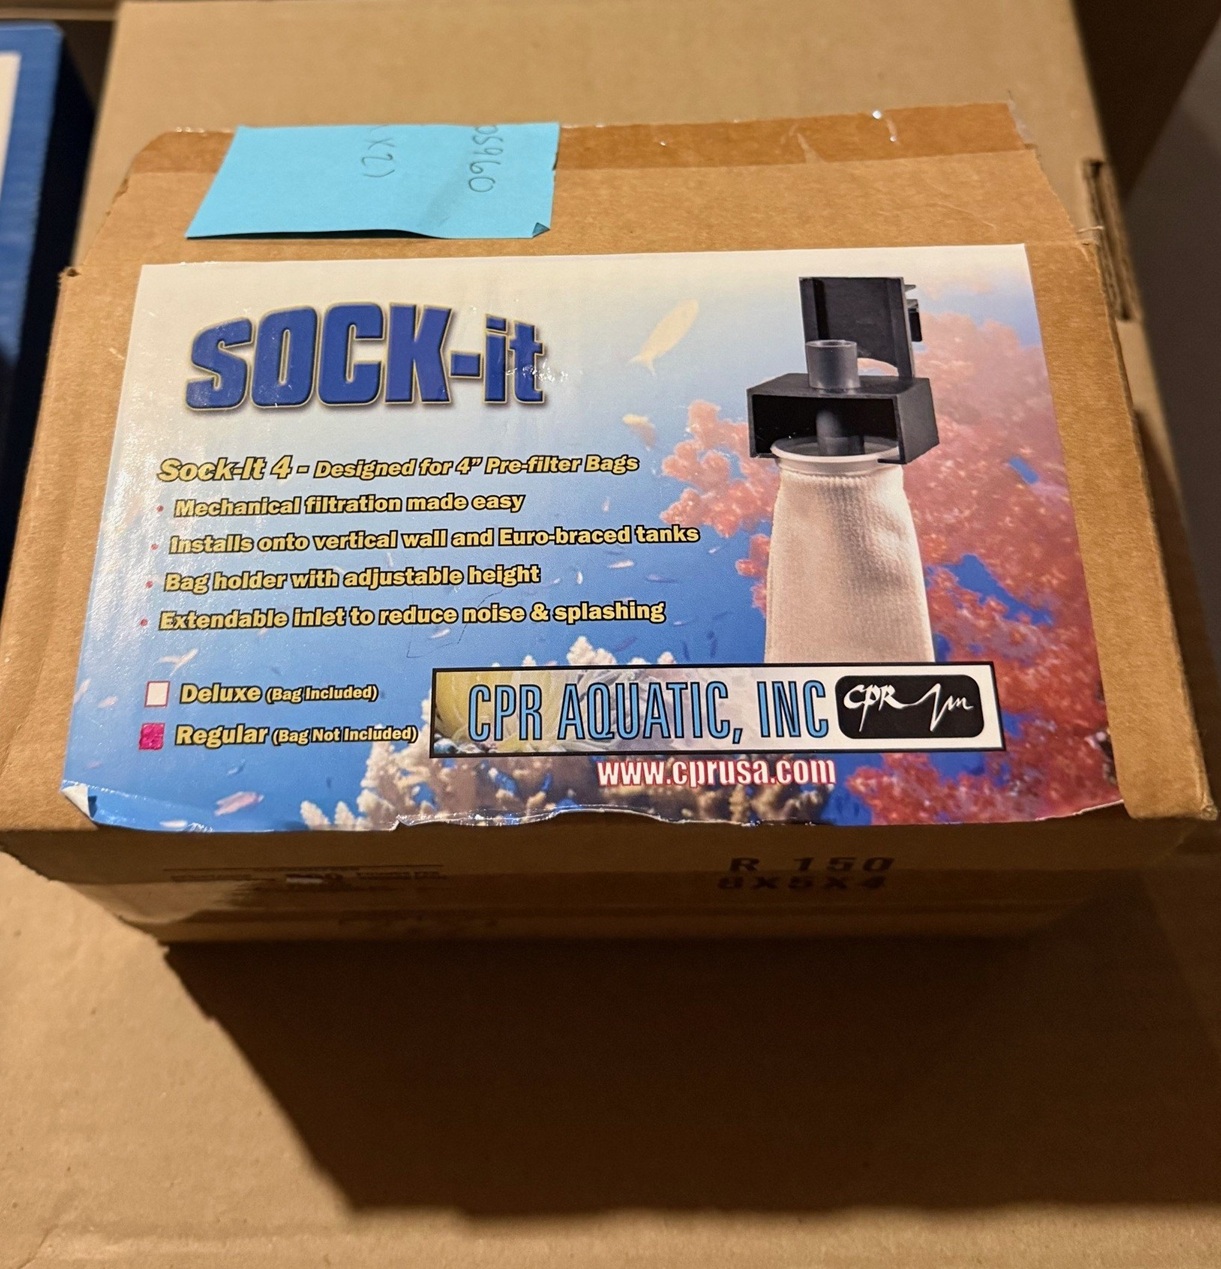 05960
(X2)
SOCK-it
Sock-It 4 - Designed for 4" Pre-filter Bags
• Mechanical filtration made easy
• Installs onto vertical wall and Euro-braced tanks
• Bag holder with adjustable height
• Extendable inlet to reduce noise & splashing
Deluxe (Bag Included)
Regular (Bag Not Included)
CPR AQUATIC, INC
CPR
www.cprusa.com
R 150